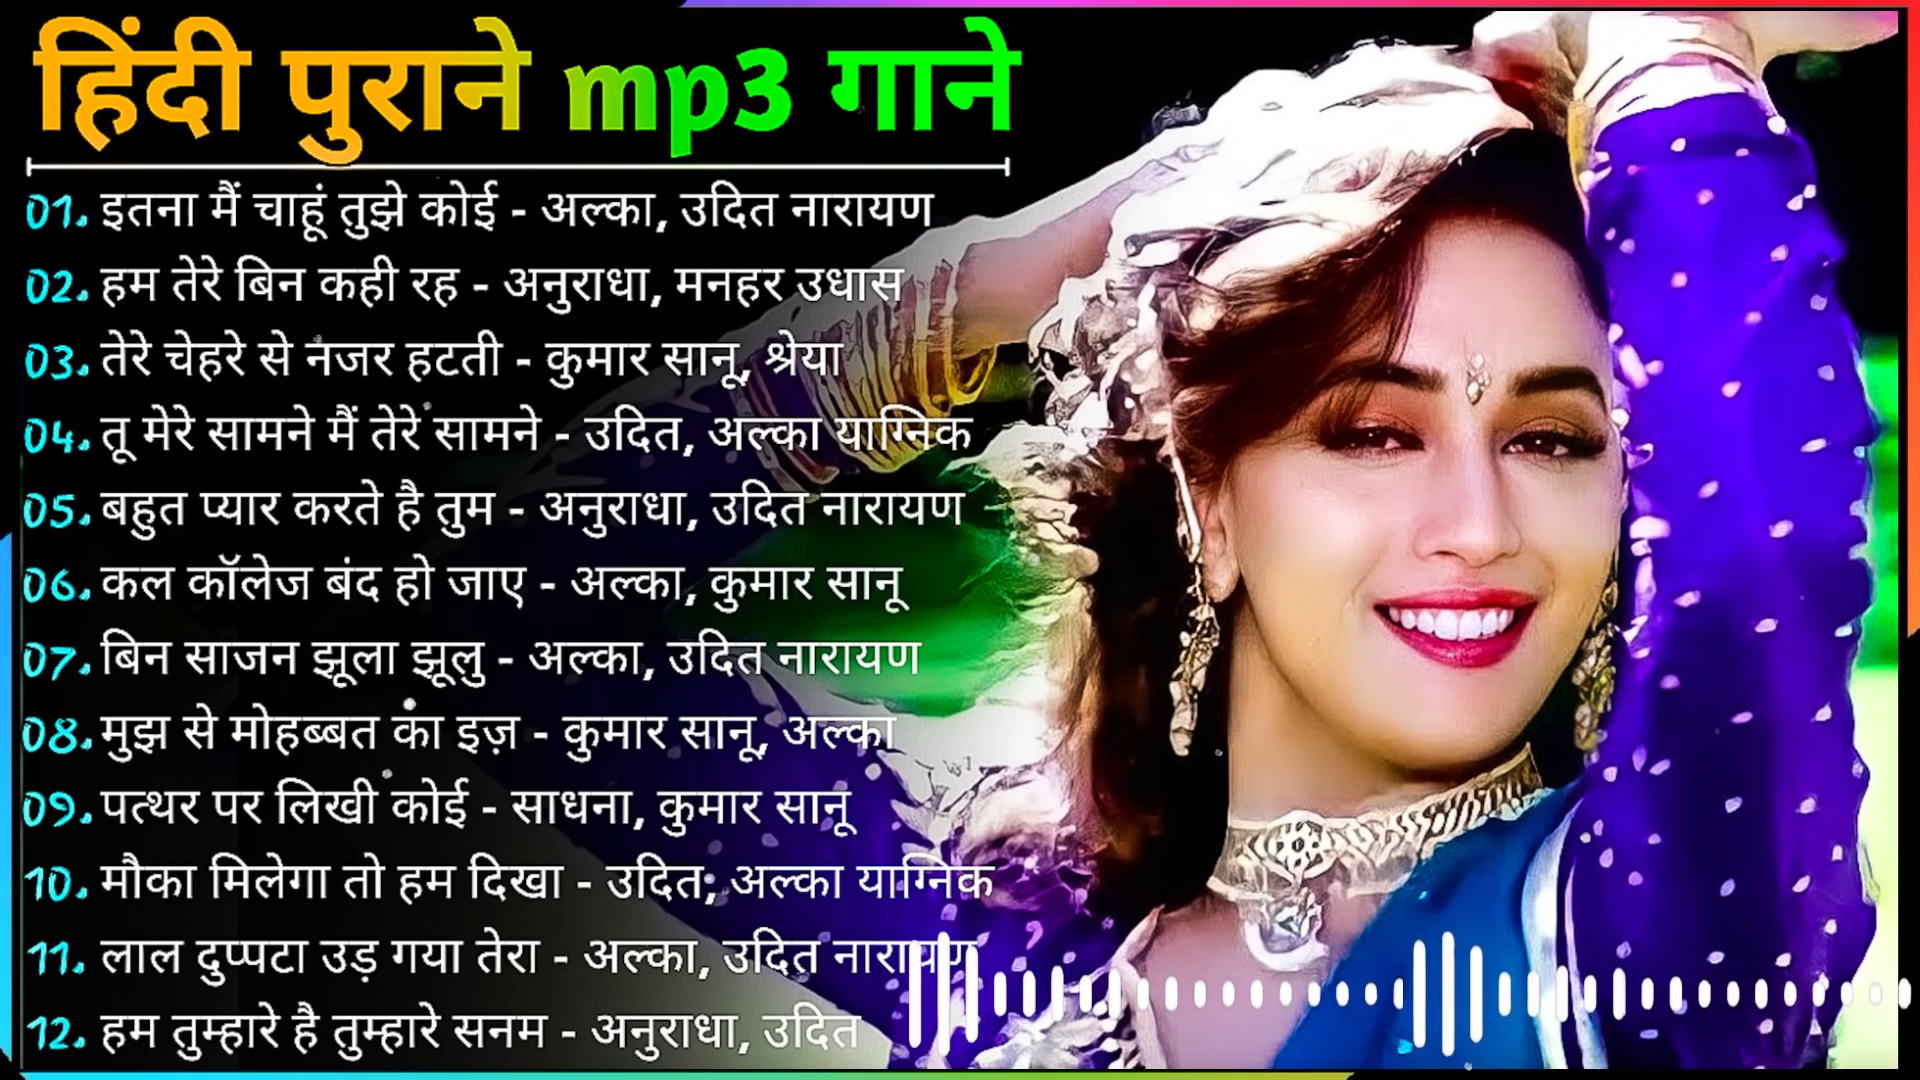 हिंदी पुराने mp3 गाने
01. इतना मैं चाहूं तुझे कोई - अल्का, उदित नारायण
02. हम तेरे बिन कही रह - अनुराधा, मनहर उधास
03. तेरे चेहरे से नजर हटती - कुमार सानू, श्रेया
04. तू मेरे सामने मैं तेरे सामने - उदित, अल्का याग्निक
05. बहुत प्यार करते है तुम - अनुराधा, उदित नारायण
06. कल कॉलेज बंद हो जाए - अल्का, कुमार सानू
07. बिन साजन झूला झूलु - अल्का, उदित नारायण
08. मुझ से मोहब्बत का इज़ - कुमार सानू, अल्का
09. पत्थर पर लिखी कोई - साधना, कुमार सानू
10. मौका मिलेगा तो हम दिखा - उदित, अल्का याग्निक
11. लाल दुप्पटा उड़ गया तेरा - अल्का, उदित नारायण
12. हम तुम्हारे है तुम्हारे सनम - अनुराधा, उदित